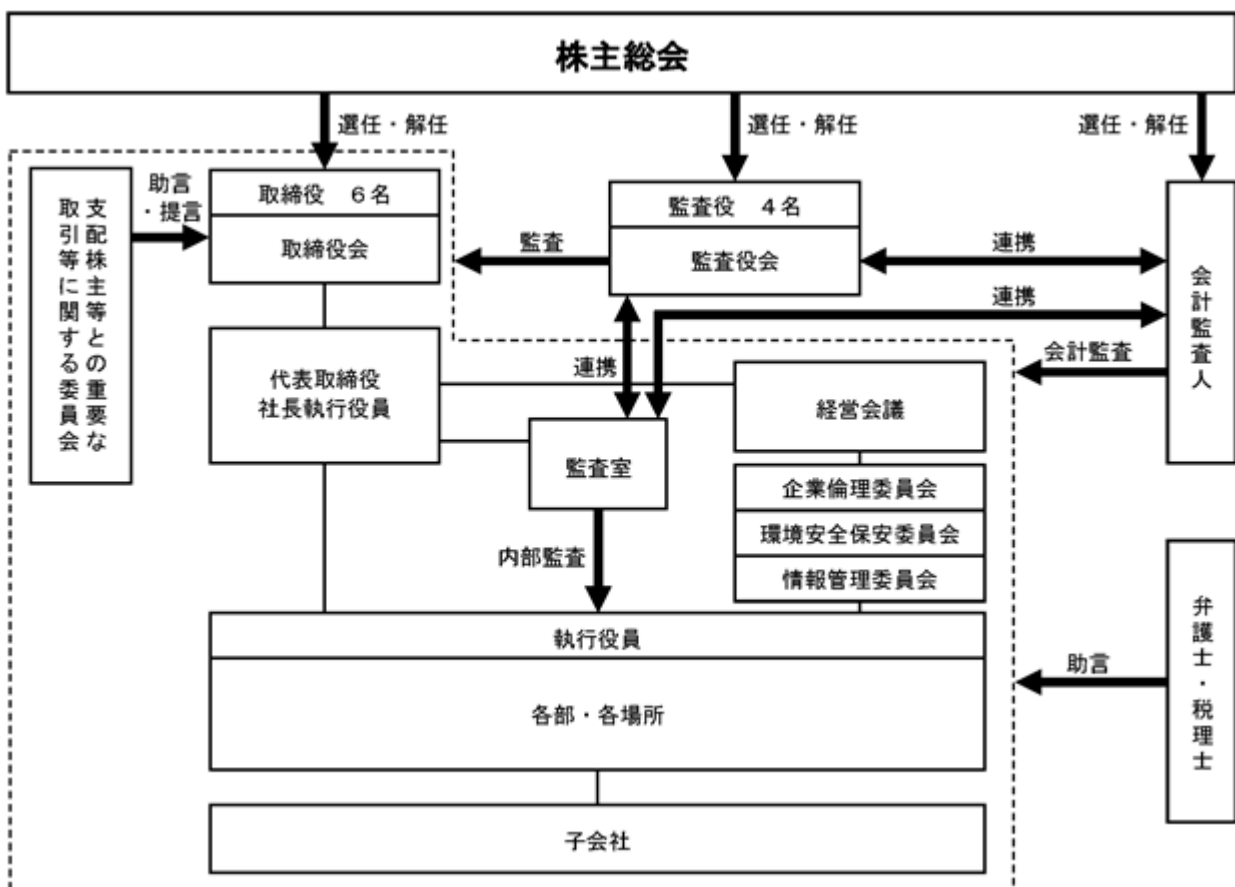 株主総会
選任・解任
選任・解任
選任・解任
支配株主等との重要な
取引等に関する委員会
助言
・提言
取締役 6名
取締役会
監査役 4名
監査役会
監査
連携
連携
会計監査人
会計監査
代表取締役
社長執行役員
連携
経営会議
監査室
企業倫理委員会
環境安全保安委員会
情報管理委員会
内部監査
執行役員
各部・各場所
助言
弁護士・税理士
子会社